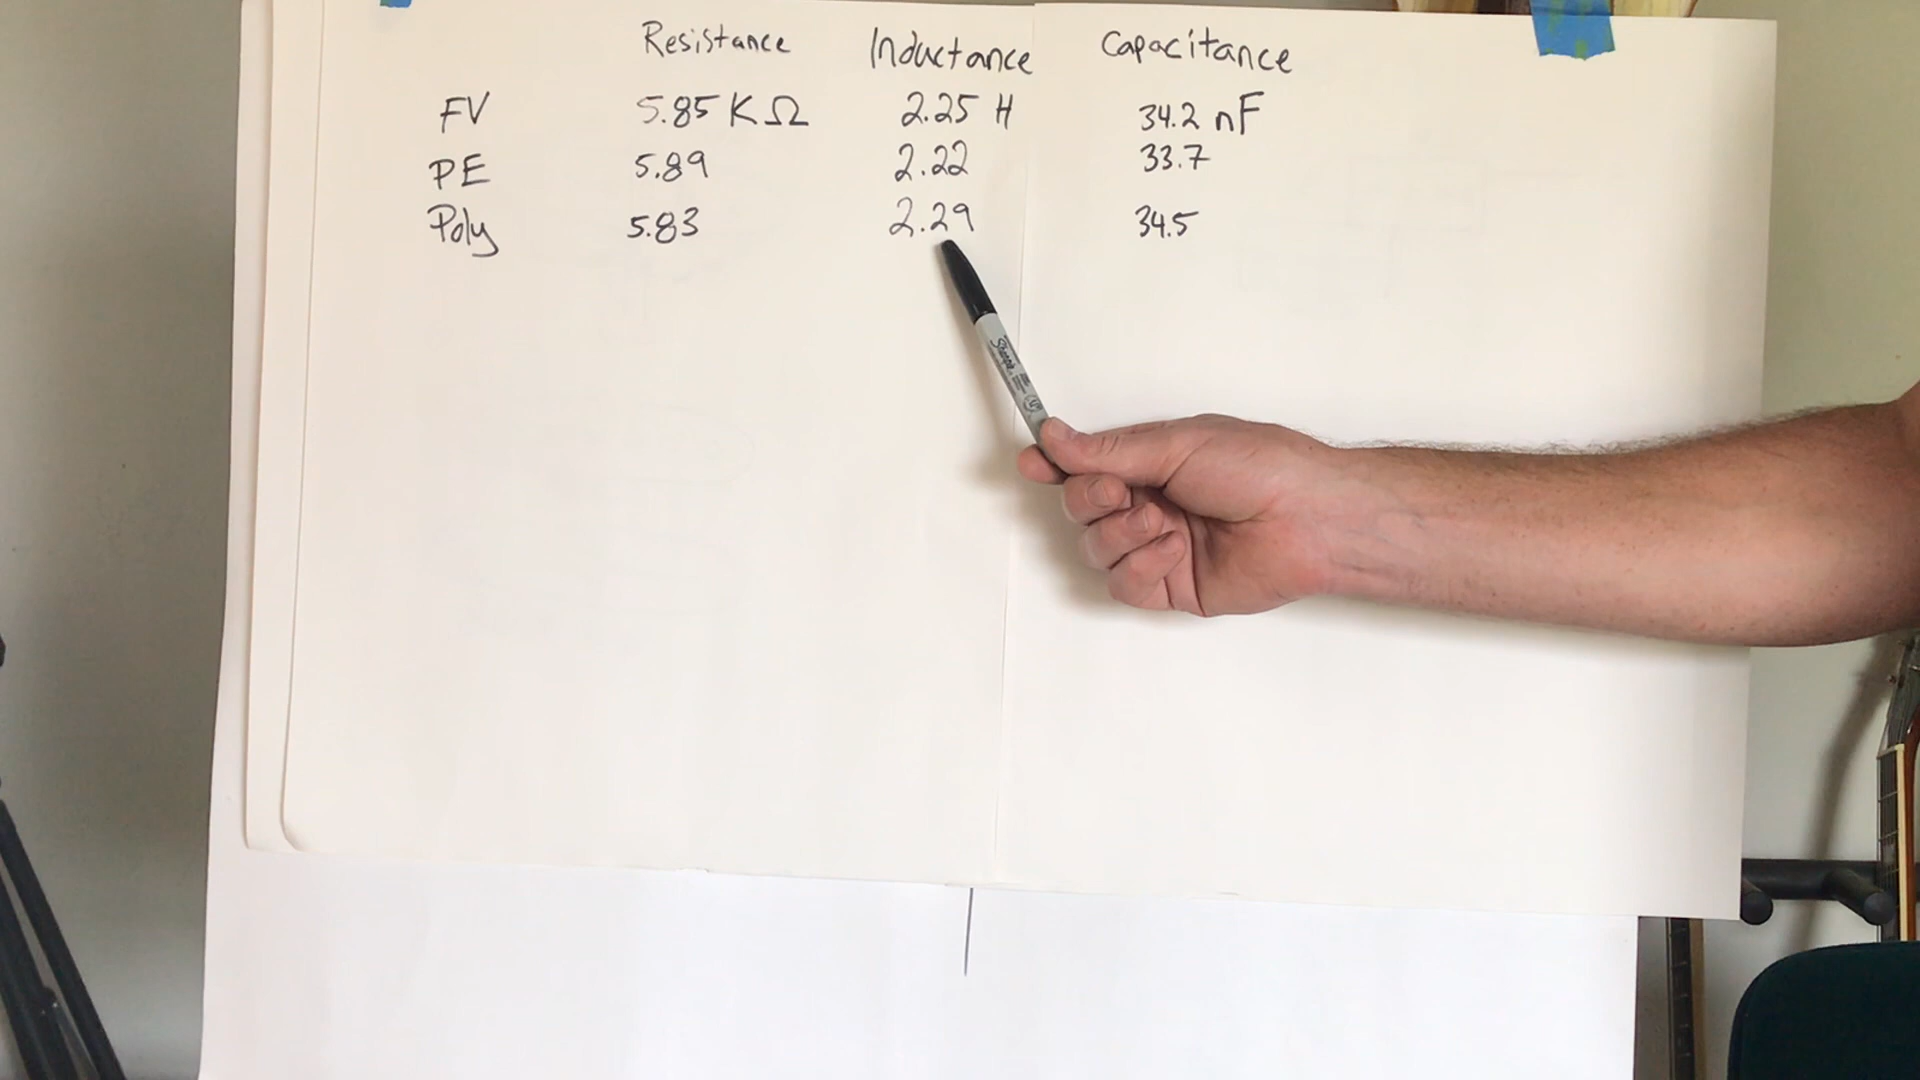 Resistance Inductance Capacitance
FV 5.85 KΩ 2.25 H 34.2 nF
PE 5.89 2.22 33.7
Poly 5.83 2.29 34.5
Sharpie